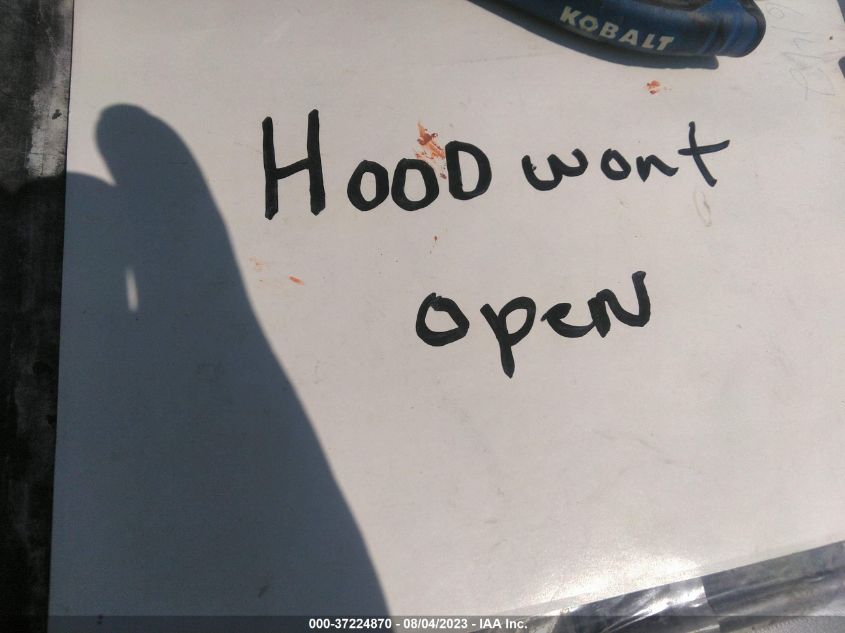 KOBALT
HOOD wont
open
000-37224870 - 08/04/2023 - IAA Inc.